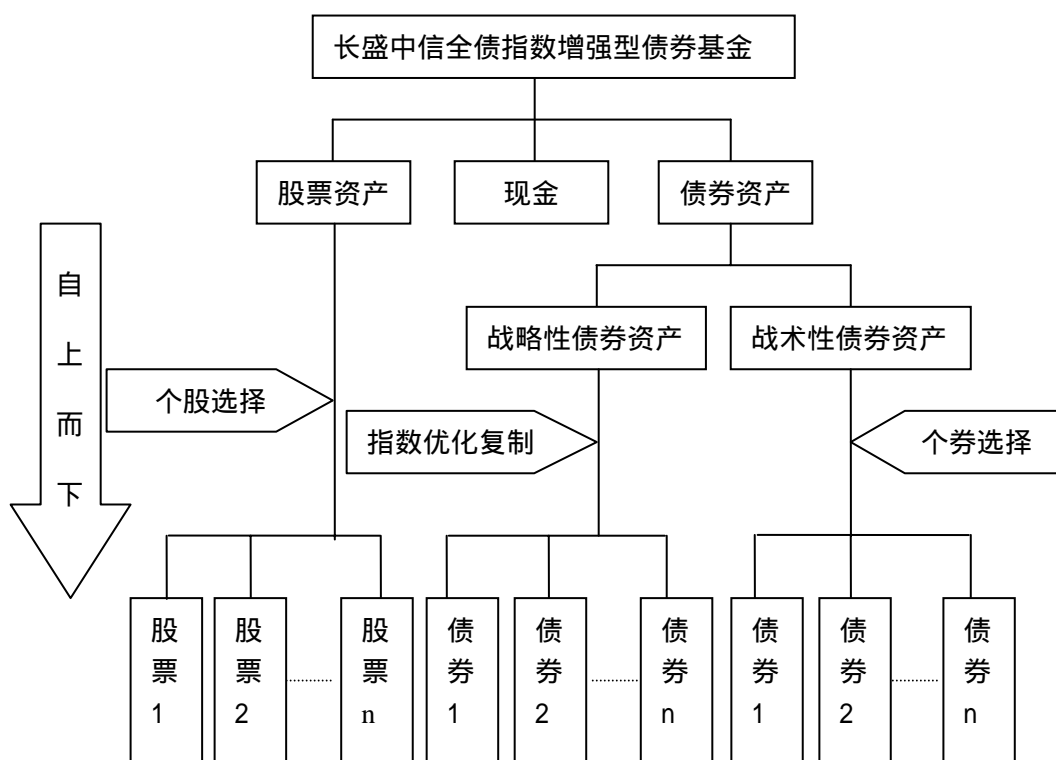 长盛中信全债指数增强型债券基金
股票资产
现金
债券资产
自
上
而
下
战略性债券资产
战术性债券资产
个股选择
指数优化复制
个券选择
股
票
1
股
票
2
股
票
n
债
券
1
债
券
2
债
券
n
债
券
1
债
券
2
债
券
n